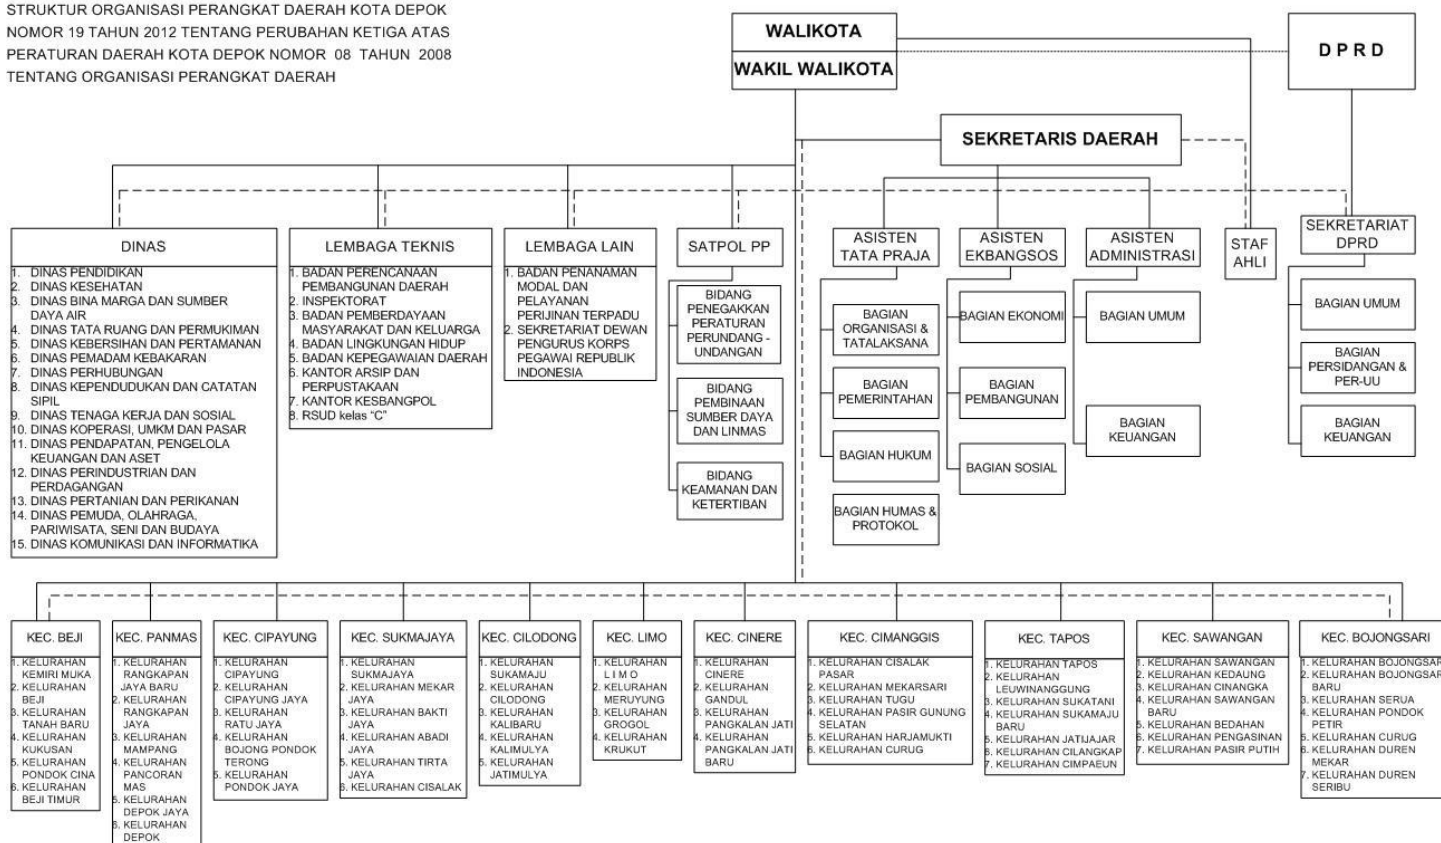 STRUKTUR ORGANISASI PERANGKAT DAERAH KOTA DEPOK
NOMOR 19 TAHUN 2012 TENTANG PERUBAHAN KETIGA ATAS
PERATURAN DAERAH KOTA DEPOK NOMOR 08 TAHUN 2008
TENTANG ORGANISASI PERANGKAT DAERAH
WALIKOTA
WAKIL WALIKOTA
D P R D
SEKRETARIS DAERAH
DINAS
1. DINAS PENDIDIKAN
2. DINAS KESEHATAN
3. DINAS BINA MARGA DAN SUMBER
DAYA AIR
4. DINAS TATA RUANG DAN PERMUKIMAN
5. DINAS KEBERSIHAN DAN PERTAMANAN
6. DINAS PEMADAM KEBAKARAN
7. DINAS PERHUBUNGAN
8. DINAS KEPENDUDUKAN DAN CATATAN
SIPIL
9. DINAS TENAGA KERJA DAN SOSIAL
10. DINAS KOPERASI, UMKM DAN PASAR
11. DINAS PENDAPATAN, PENGELOLA
KEUANGAN DAN ASET
12. DINAS PERINDUSTRIAN DAN
PERDAGANGAN
13. DINAS PERTANIAN DAN PERIKANAN
14. DINAS PEMUDA, OLAHRAGA,
PARIWISATA, SENI DAN BUDAYA
15. DINAS KOMUNIKASI DAN INFORMATIKA
LEMBAGA TEKNIS
1. BADAN PERENCANAAN
PEMBANGUNAN DAERAH
2. INSPEKTORAT
3. BADAN PEMBERDAYAAN
MASYARAKAT DAN KELUARGA
4. BADAN LINGKUNGAN HIDUP
5. BADAN KEPEGAWAIAN DAERAH
6. KANTOR ARSIP DAN
PERPUSTAKAAN
7. KANTOR KESBANGPOL
8. RSUD kelas “C”
LEMBAGA LAIN
1. BADAN PENANAMAN
MODAL DAN
PELAYANAN
PERIJINAN TERPADU
2. SEKRETARIAT DEWAN
PENGURUS KORPS
PEGAWAI REPUBLIK
INDONESIA
SATPOL PP
BIDANG
PENEGAKKAN
PERATURAN
PERUNDANG -
UNDANGAN
BIDANG
PEMBINAAN
SUMBER DAYA
DAN LINMAS
BIDANG
KEAMANAN DAN
KETERTIBAN
ASISTEN
TATA PRAJA
BAGIAN
ORGANISASI &
TATALAKSANA
BAGIAN
PEMERINTAHAN
BAGIAN HUKUM
BAGIAN HUMAS &
PROTOKOL
ASISTEN
EKBANGSOS
BAGIAN EKONOMI
BAGIAN
PEMBANGUNAN
BAGIAN SOSIAL
ASISTEN
ADMINISTRASI
BAGIAN UMUM
BAGIAN
KEUANGAN
STAF
AHLI
SEKRETARIAT
DPRD
BAGIAN UMUM
BAGIAN
PERSIDANGAN &
PER-UU
BAGIAN
KEUANGAN
KEC. BEJI
1. KELURAHAN
KEMIRI MUKA
2. KELURAHAN
BEJI
3. KELURAHAN
TANAH BARU
4. KELURAHAN
KUKUSAN
5. KELURAHAN
PONDOK CINA
6. KELURAHAN
BEJI TIMUR
KEC. PANMAS
1. KELURAHAN
RANGKAPAN
JAYA BARU
2. KELURAHAN
RANGKAPAN
JAYA
3. KELURAHAN
MAMPANG
4. KELURAHAN
PANCORAN
MAS
5. KELURAHAN
DEPOK JAYA
6. KELURAHAN
DEPOK
KEC. CIPAYUNG
1. KELURAHAN
CIPAYUNG
2. KELURAHAN
CIPAYUNG JAYA
3. KELURAHAN
RATU JAYA
4. KELURAHAN
BOJONG PONDOK
TERONG
5. KELURAHAN
PONDOK JAYA
KEC. SUKMAJAYA
1. KELURAHAN
SUKMAJAYA
2. KELURAHAN MEKAR
JAYA
3. KELURAHAN BAKTI
JAYA
4. KELURAHAN ABADI
JAYA
5. KELURAHAN TIRTA
JAYA
6. KELURAHAN CISALAK
KEC. CILODONG
1. KELURAHAN
SUKAMAJU
2. KELURAHAN
CILODONG
3. KELURAHAN
KALIBARU
4. KELURAHAN
KALIMULYA
5. KELURAHAN
JATIMULYA
KEC. LIMO
1. KELURAHAN
L I M O
2. KELURAHAN
MERUYUNG
3. KELURAHAN
GROGOL
4. KELURAHAN
KRUKUT
KEC. CINERE
1. KELURAHAN
CINERE
2. KELURAHAN
GANDUL
3. KELURAHAN
PANGKALAN JATI
4. KELURAHAN
PANGKALAN JATI
BARU
KEC. CIMANGGIS
1. KELURAHAN CISALAK
PASAR
2. KELURAHAN MEKARSARI
3. KELURAHAN TUGU
4. KELURAHAN PASIR GUNUNG
SELATAN
5. KELURAHAN HARJAMUKTI
6. KELURAHAN CURUG
KEC. TAPOS
1. KELURAHAN TAPOS
2. KELURAHAN
LEUWINANGGUNG
3. KELURAHAN SUKATANI
4. KELURAHAN SUKAMAJU
BARU
5. KELURAHAN JATIJAJAR
6. KELURAHAN CILANGKAP
7. KELURAHAN CIMPAEUN
KEC. SAWANGAN
1. KELURAHAN SAWANGAN
2. KELURAHAN KEDAUNG
3. KELURAHAN CINANGKA
4. KELURAHAN SAWANGAN
BARU
5. KELURAHAN BEDAHAN
6. KELURAHAN PENGASINAN
7. KELURAHAN PASIR PUTIH
KEC. BOJONGSARI
1. KELURAHAN BOJONGSARI
2. KELURAHAN BOJONGSARI
BARU
3. KELURAHAN SERUA
4. KELURAHAN PONDOK
PETIR
5. KELURAHAN CURUG
6. KELURAHAN DUREN
MEKAR
7. KELURAHAN DUREN
SERIBU